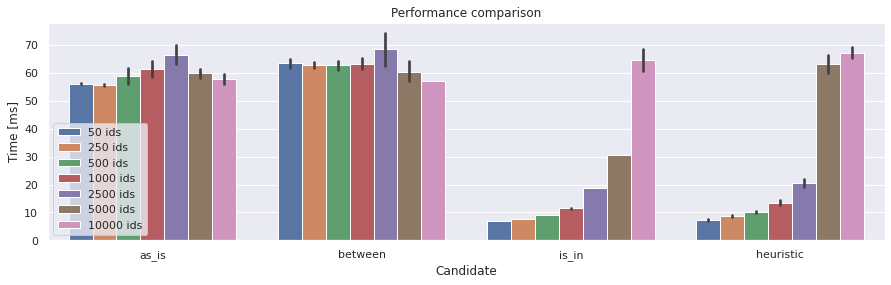 Performance comparison
Time [ms]
70
60
50
40
30
20
10
0
50 ids
250 ids
500 ids
1000 ids
2500 ids
5000 ids
10000 ids
as_is between is_in heuristic
Candidate